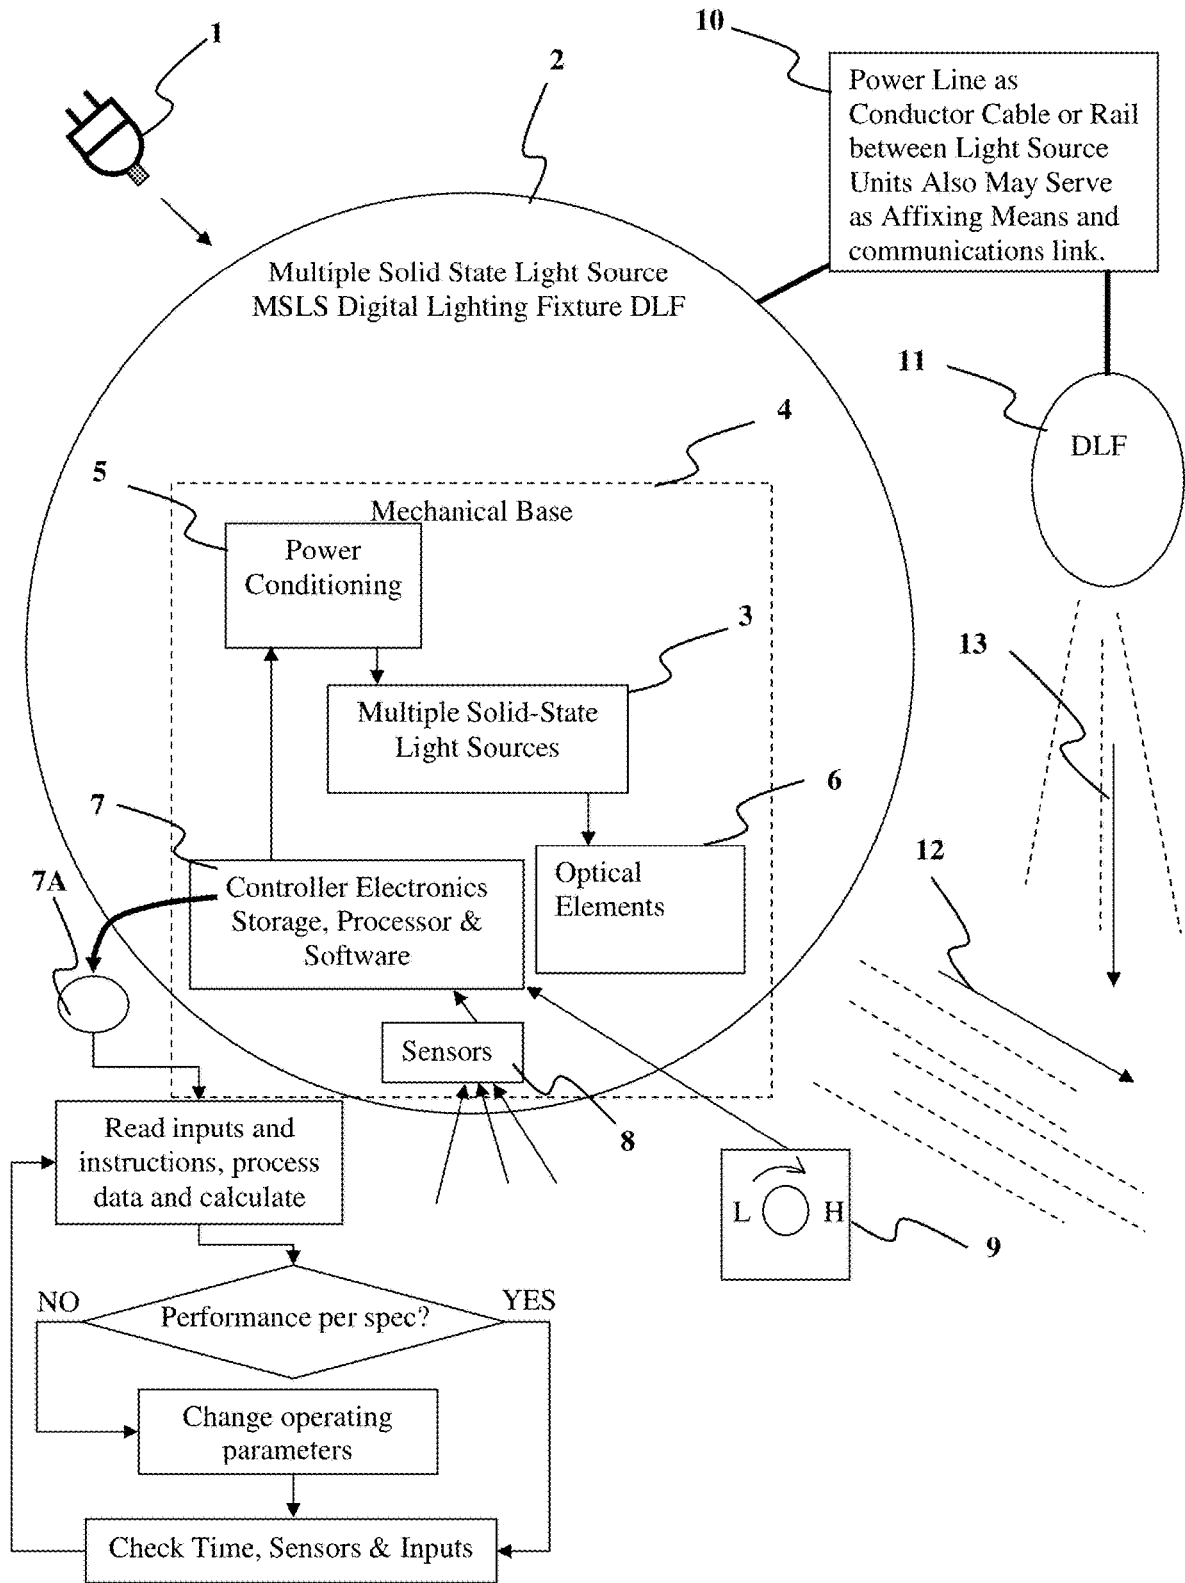 1
2
10
Power Line as
Conductor Cable or Rail
between Light Source
Units Also May Serve
as Affixing Means and
communications link.
Multiple Solid State Light Source
MSLS Digital Lighting Fixture DLF
11
DLF
4
5
Mechanical Base
Power
Conditioning
3
Multiple Solid-State
Light Sources
13
6
7
Optical
Elements
12
7A
Controller Electronics
Storage, Processor &
Software
Sensors
8
Read inputs and
instructions, process
data and calculate
L H
9
NO
YES
Performance per spec?
Change operating
parameters
Check Time, Sensors & Inputs